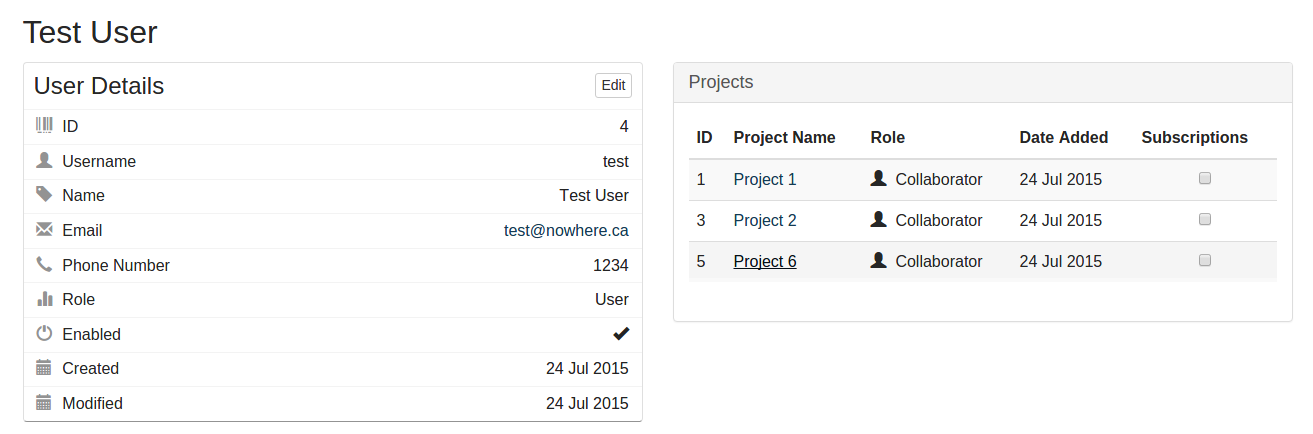 Test User
User Details Edit
ID 4
Username test
Name Test User
Email test@nowhere.ca
Phone Number 1234
Role User
Enabled
Created 24 Jul 2015
Modified 24 Jul 2015
Projects
ID Project Name Role Date Added Subscriptions
1 Project 1 Collaborator 24 Jul 2015
3 Project 2 Collaborator 24 Jul 2015
5 Project 6 Collaborator 24 Jul 2015